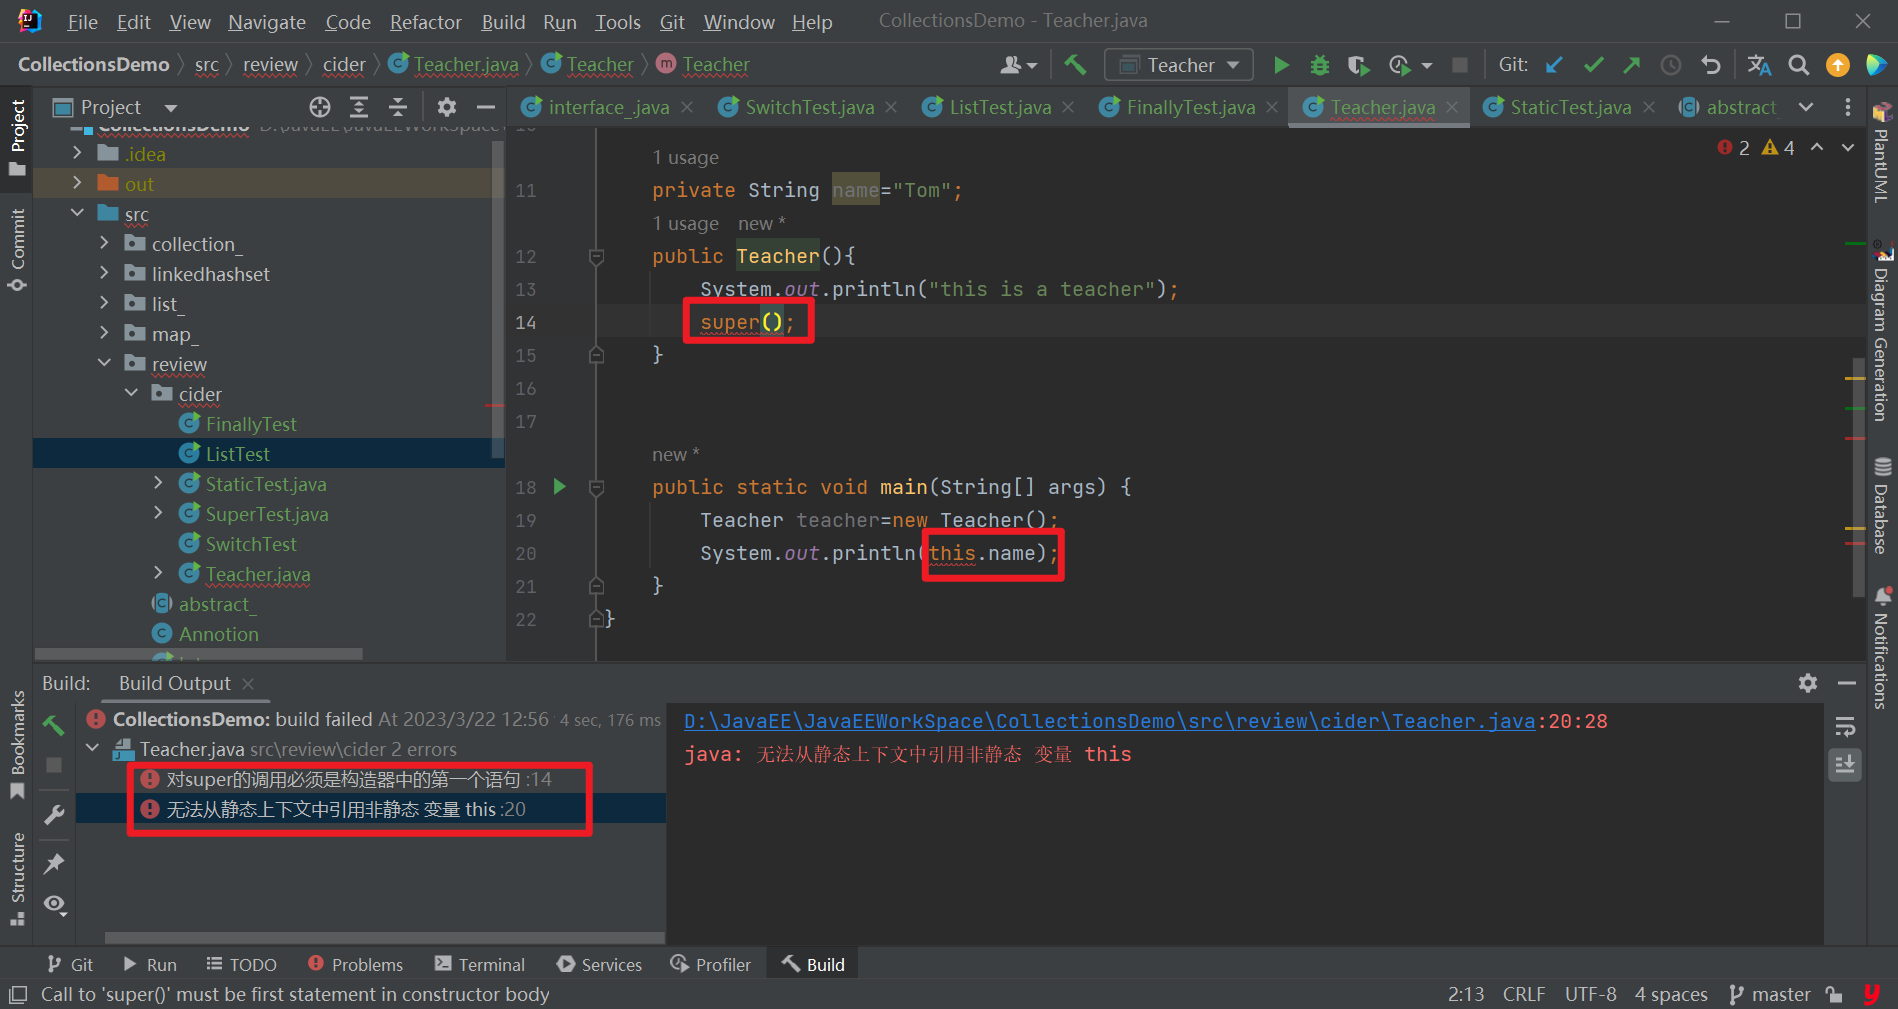 File Edit View Navigate Code Refactor Build Run Tools Git Window Help CollectionsDemo - Teacher.java
CollectionsDemo src review cider Teacher.java Teacher Teacher
Teacher
Git:
Project
interface_.java SwitchTest.java ListTest.java FinallyTest.java Teacher.java StaticTest.java abstract
Project
Commit
Bookmarks
Structure
CollectionsDemo D:\JavaEE\JavaEEWorkSpace
.idea
out
src
collection_
linkedhashset
list_
map_
review
cider
FinallyTest
ListTest
StaticTest.java
SuperTest.java
SwitchTest
Teacher.java
abstract_
Annotion
2 4
1 usage
11 private String name="Tom";
1 usage new *
12 public Teacher(){
13 System.out.println("this is a teacher");
14 super();
15 }
16
17
new *
18 public static void main(String[] args) {
19 Teacher teacher=new Teacher();
20 System.out.println(this.name);
21 }
22 }
PlantUML
Diagram Generation
Database
Notifications
Build: Build Output
CollectionsDemo: build failed At 2023/3/22 12:56 4 sec, 176 ms
Teacher.java src\review\cider 2 errors
对super的调用必须是构造器中的第一个语句 :14
无法从静态上下文中引用非静态 变量 this :20
D:\JavaEE\JavaEEWorkSpace\CollectionsDemo\src\review\cider\Teacher.java:20:28
java: 无法从静态上下文中引用非静态 变量 this
Git Run TODO Problems Terminal Services Profiler Build
Call to 'super()' must be first statement in constructor body 2:13 CRLF UTF-8 4 spaces master